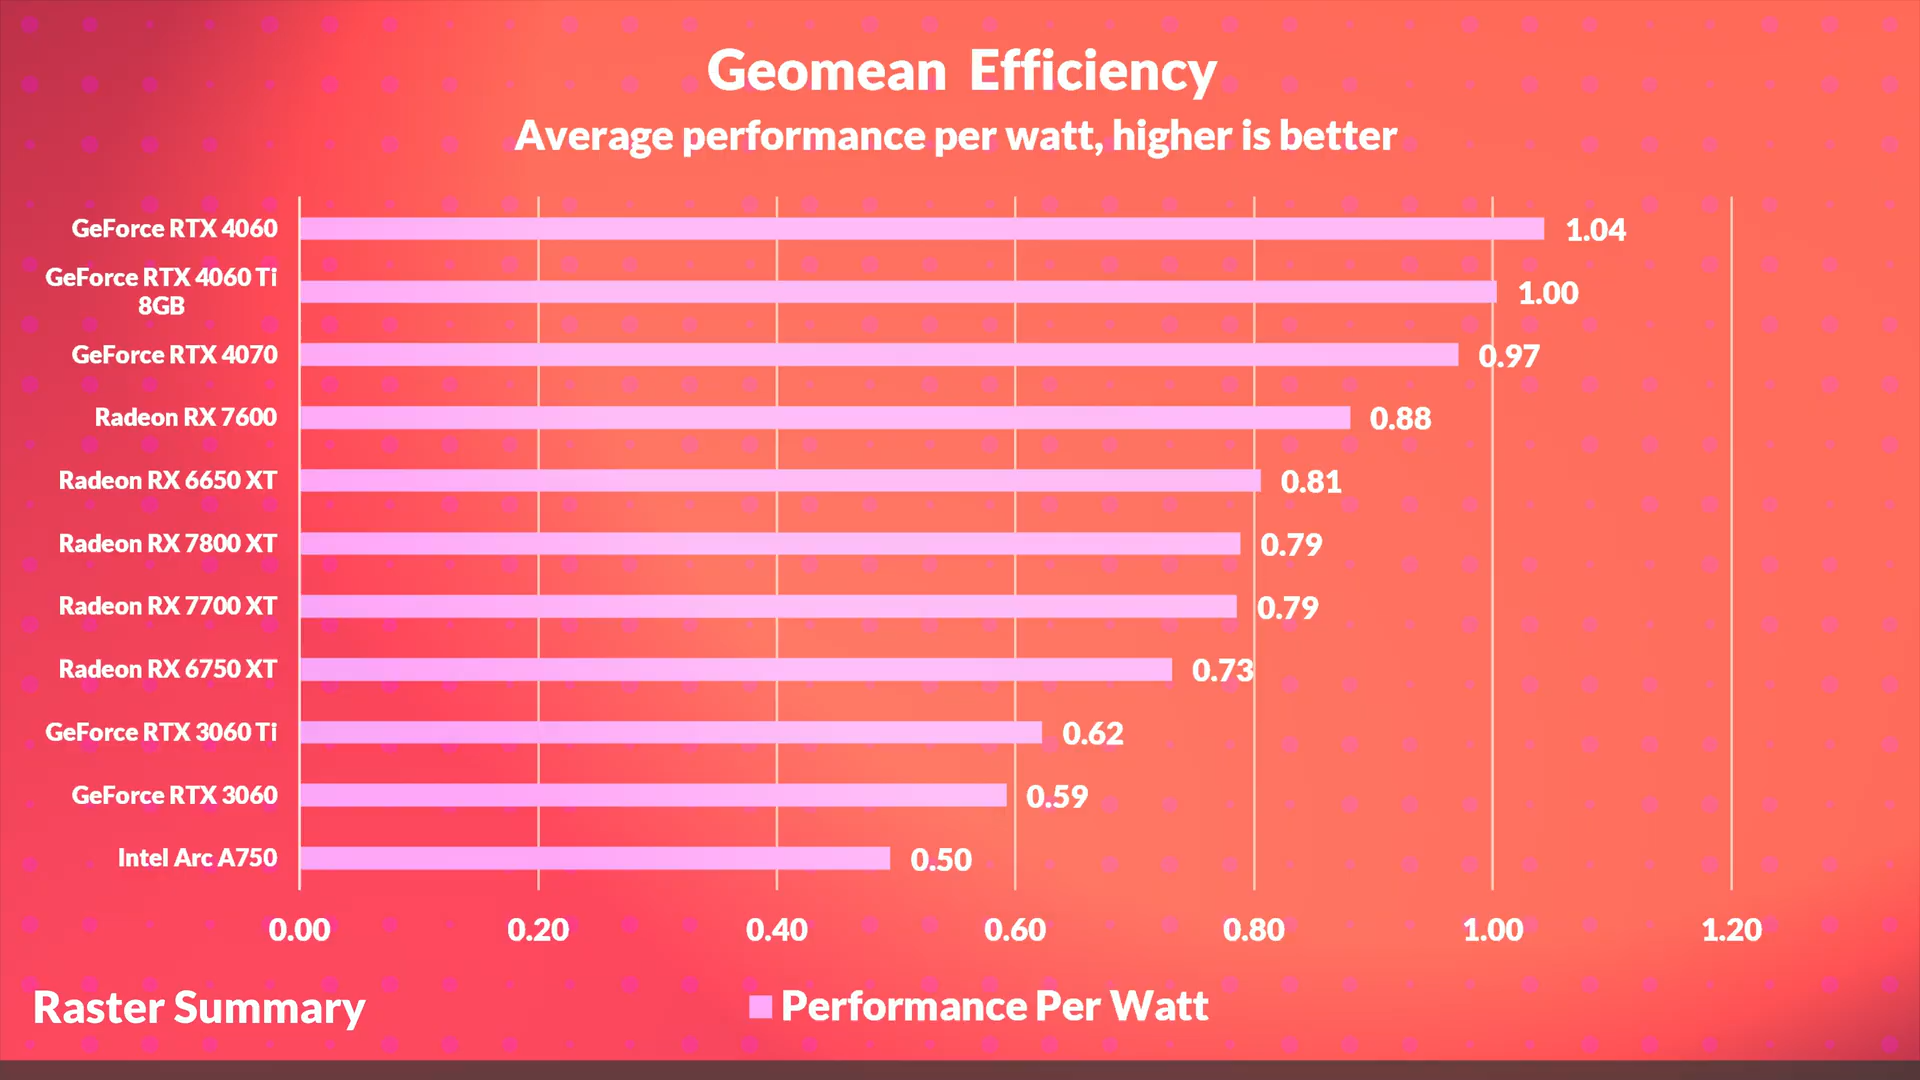 Geomean Efficiency
Average performance per watt, higher is better
GeForce RTX 4060 1.04
GeForce RTX 4060 Ti
8GB 1.00
GeForce RTX 4070 0.97
Radeon RX 7600 0.88
Radeon RX 6650 XT 0.81
Radeon RX 7800 XT 0.79
Radeon RX 7700 XT 0.79
Radeon RX 6750 XT 0.73
GeForce RTX 3060 Ti 0.62
GeForce RTX 3060 0.59
Intel Arc A750 0.50
0.00 0.20 0.40 0.60 0.80 1.00 1.20
Raster Summary
Performance Per Watt